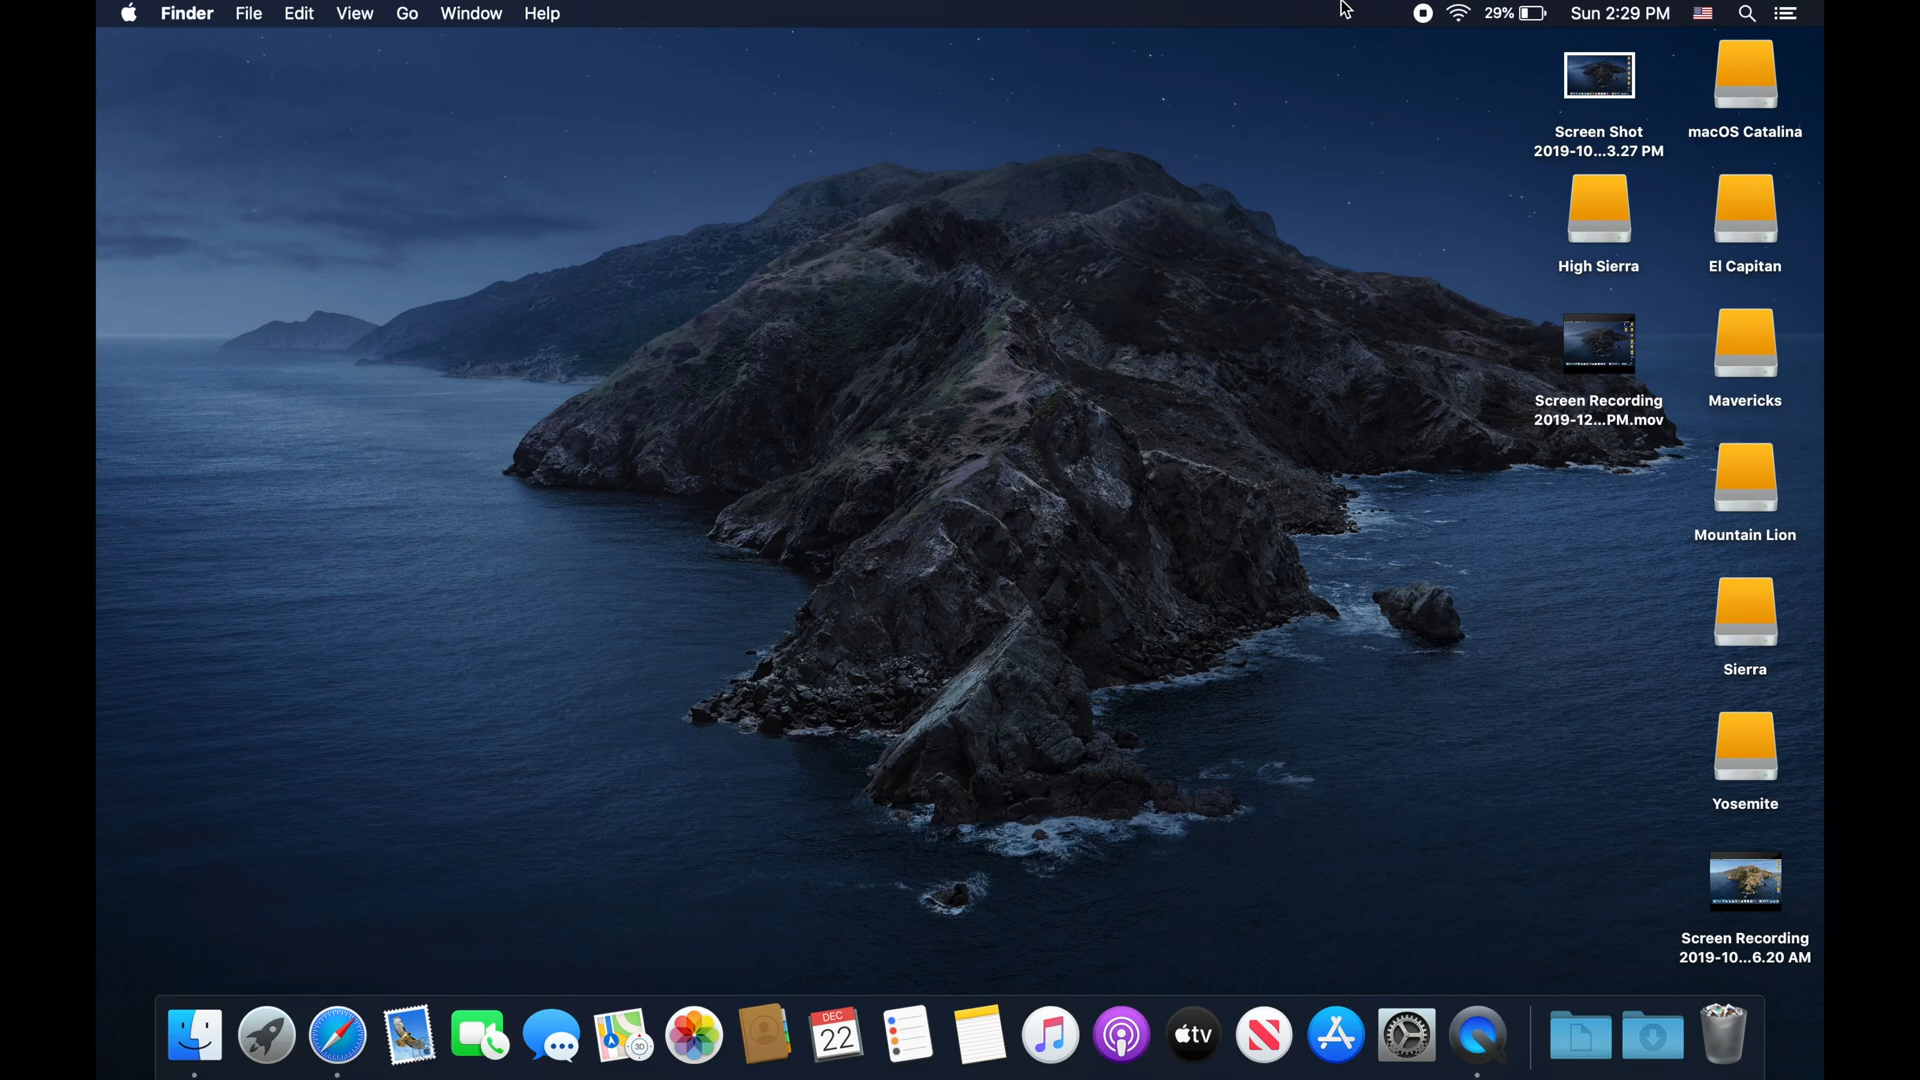 Finder File Edit View Go Window Help
29% Sun 2:29 PM
Screen Shot
2019-10...3.27 PM
macOS Catalina
High Sierra
El Capitan
Screen Recording
2019-12...PM.mov
Mavericks
Mountain Lion
Sierra
Yosemite
Screen Recording
2019-10...6.20 AM
3D
DEC
22
tv